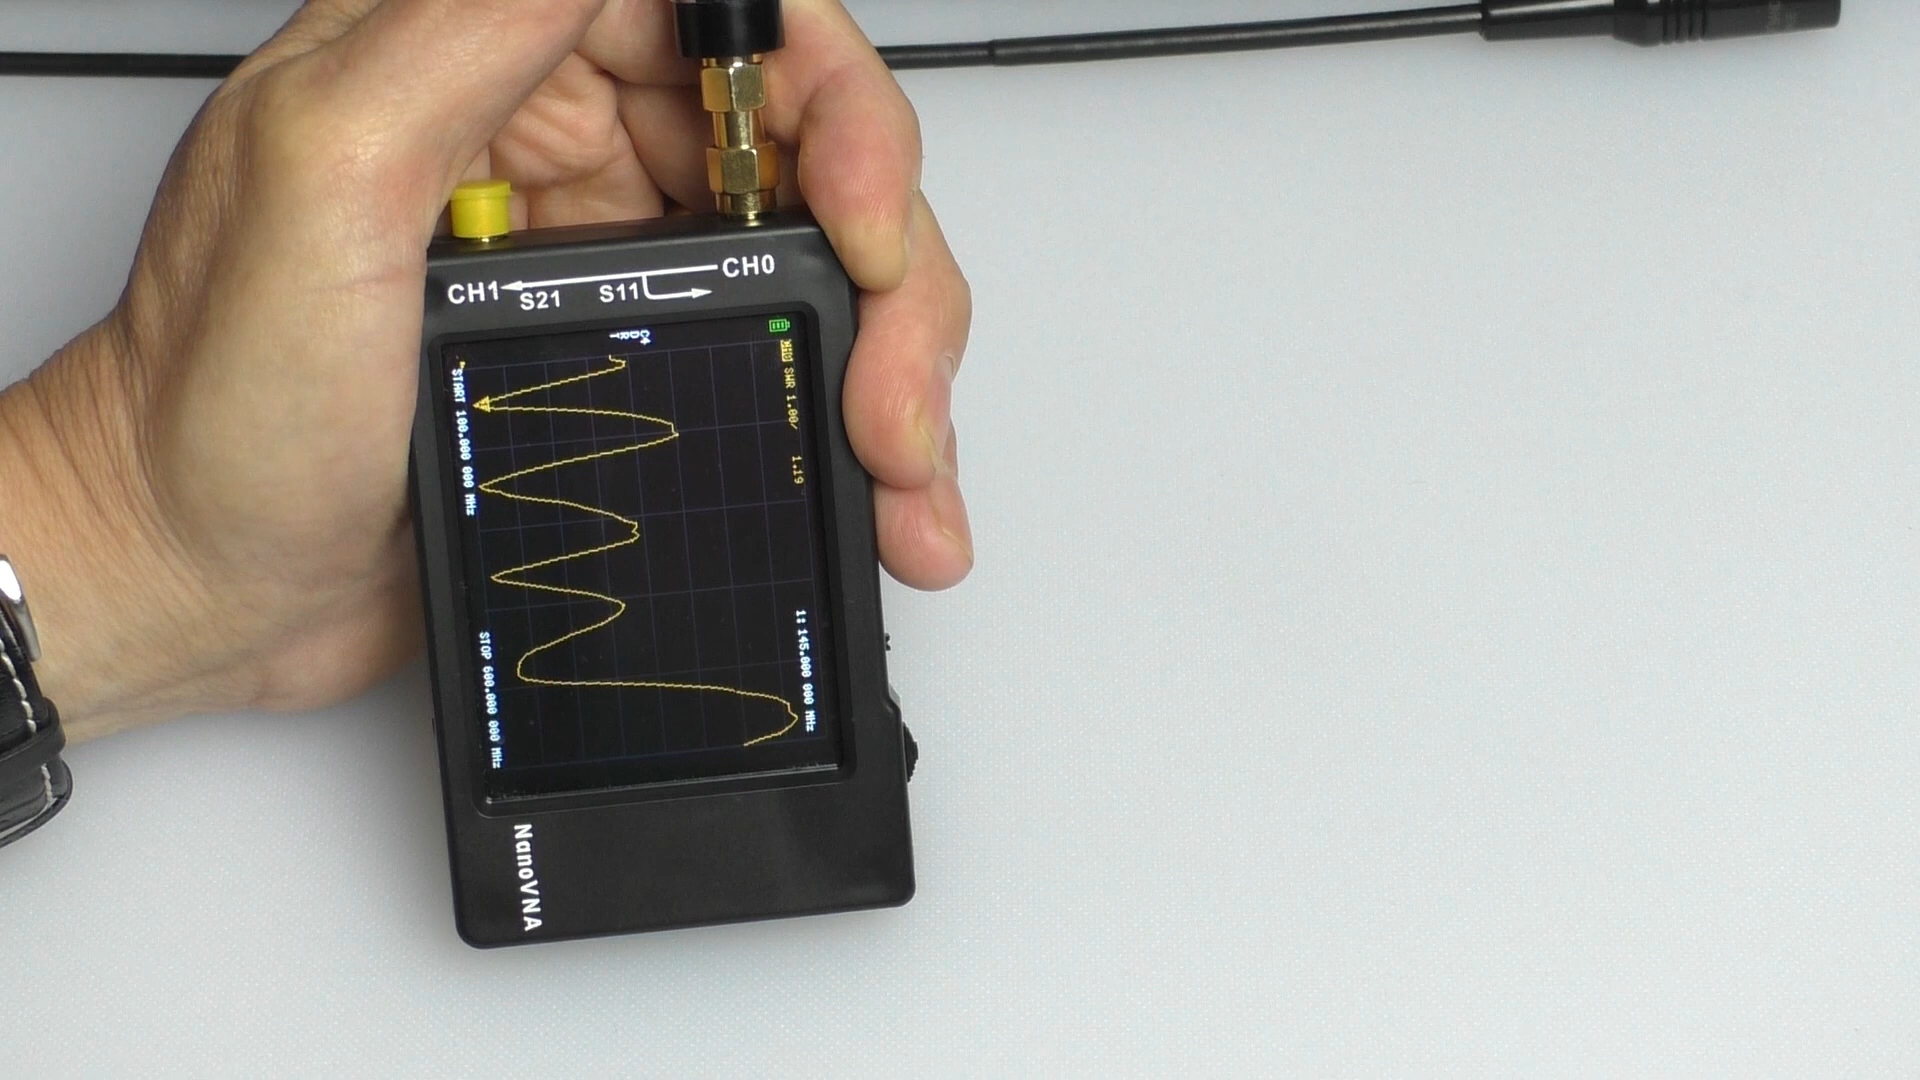 CH0
CH1
S21
S11
CH0 SWR 1.00/ 1.19
1: 145.000 000 MHz
START 100.000 000 MHz
STOP 600.000 000 MHz
NanoVNA